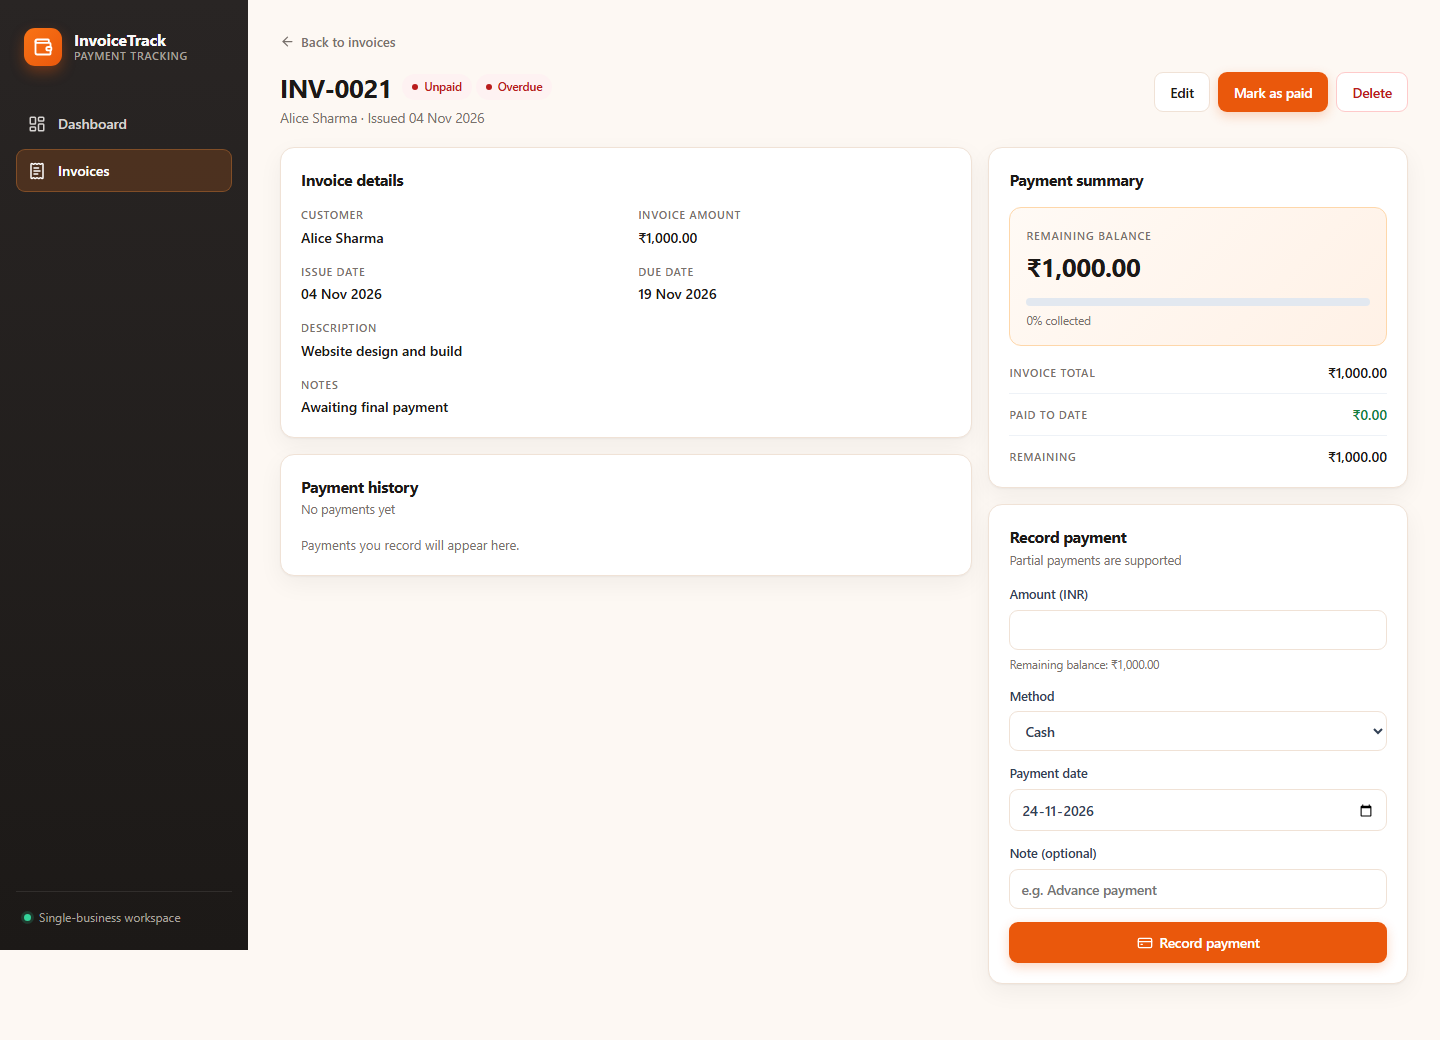 InvoiceTrack
PAYMENT TRACKING
Dashboard
Invoices
Single-business workspace
Back to invoices
INV-0021
Unpaid
Overdue
Alice Sharma · Issued 04 Nov 2026
Edit
Mark as paid
Delete
Invoice details
CUSTOMER
Alice Sharma
INVOICE AMOUNT
₹1,000.00
ISSUE DATE
04 Nov 2026
DUE DATE
19 Nov 2026
DESCRIPTION
Website design and build
NOTES
Awaiting final payment
Payment history
No payments yet
Payments you record will appear here.
Payment summary
REMAINING BALANCE
₹1,000.00
0% collected
INVOICE TOTAL ₹1,000.00
PAID TO DATE ₹0.00
REMAINING ₹1,000.00
Record payment
Partial payments are supported
Amount (INR)
Remaining balance: ₹1,000.00
Method
Cash
Payment date
24-11-2026
Note (optional)
e.g. Advance payment
Record payment